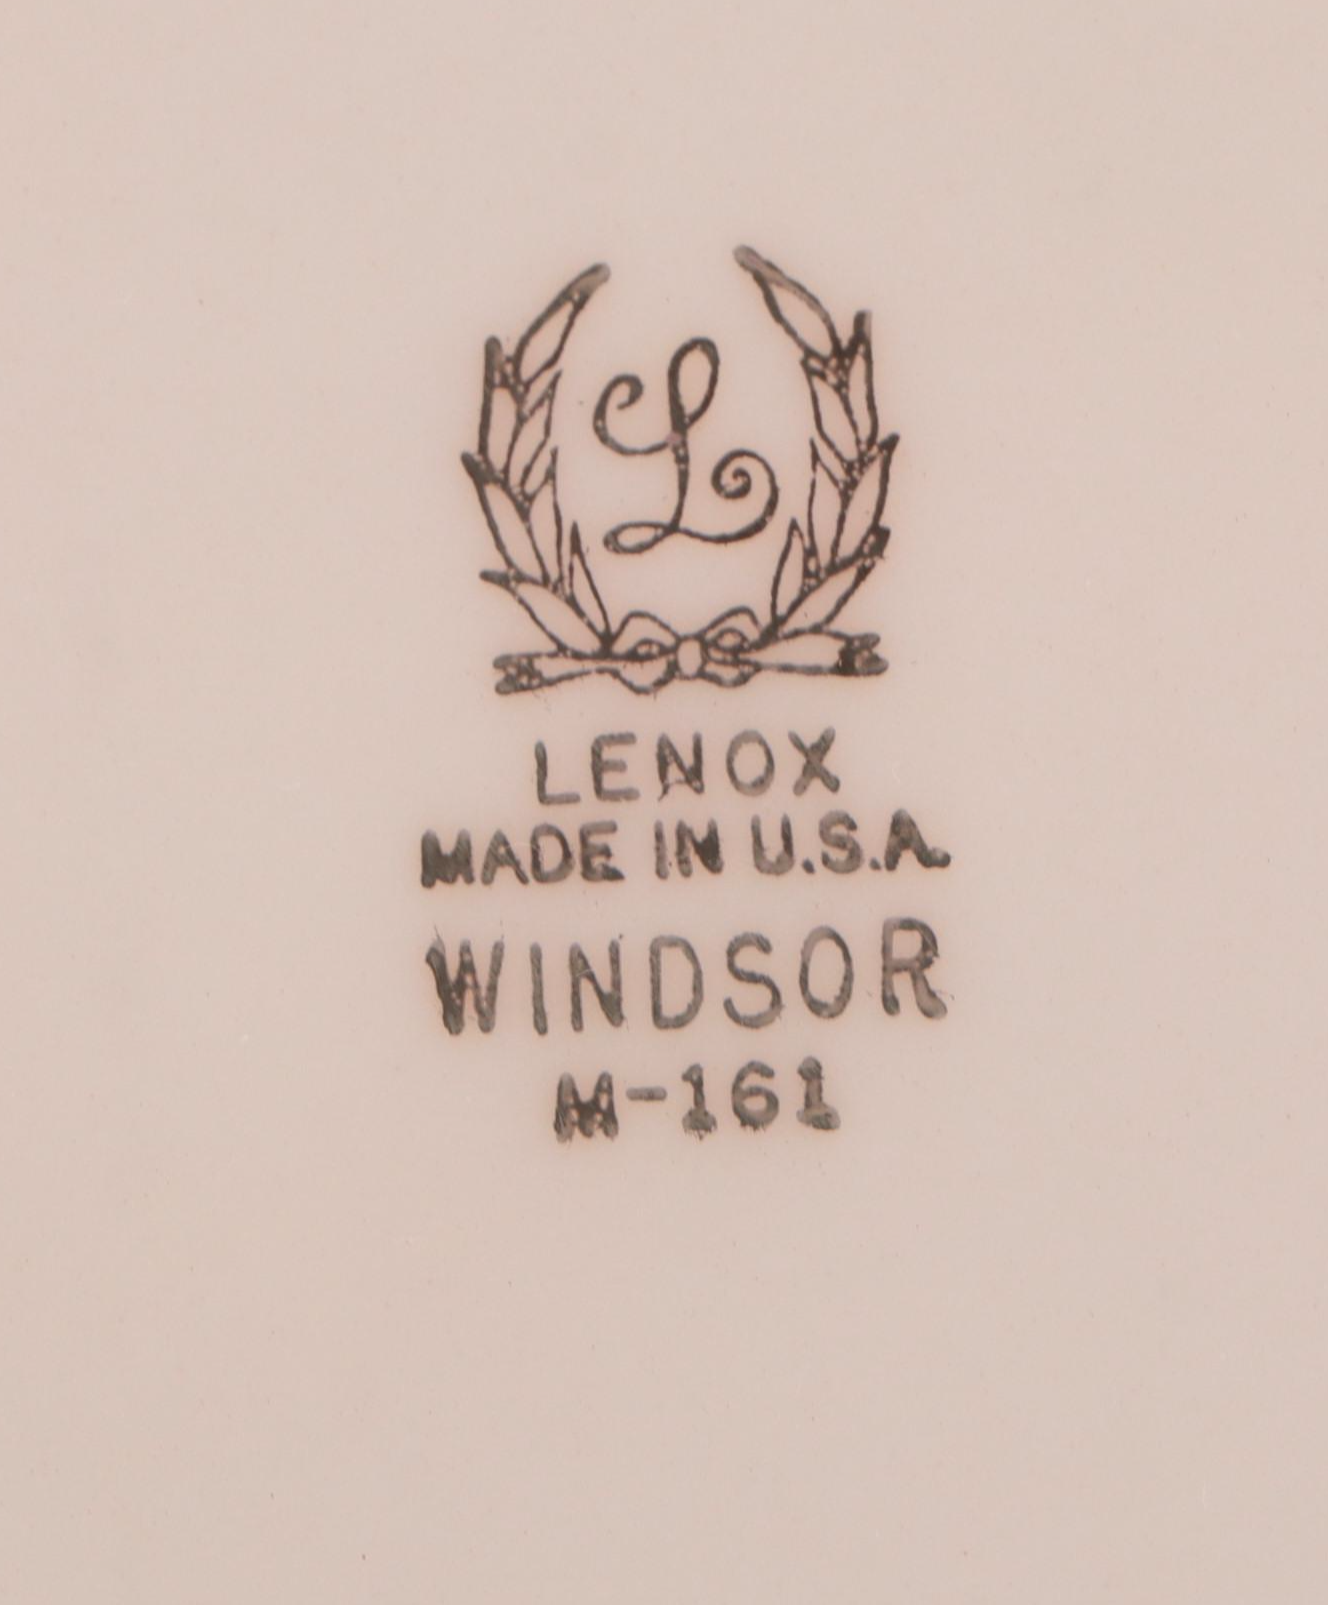 L
LENOX
MADE IN U.S.A.
WINDSOR
M-161